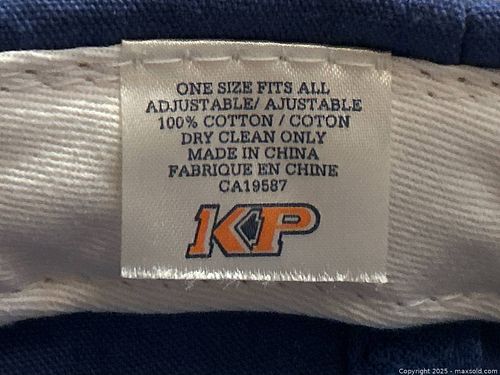 ONE SIZE FITS ALL
ADJUSTABLE/ AJUSTABLE
100% COTTON / COTON
DRY CLEAN ONLY
MADE IN CHINA
FABRIQUE EN CHINE
CA19587
KP
Copyright © 2025 - maxsold.com